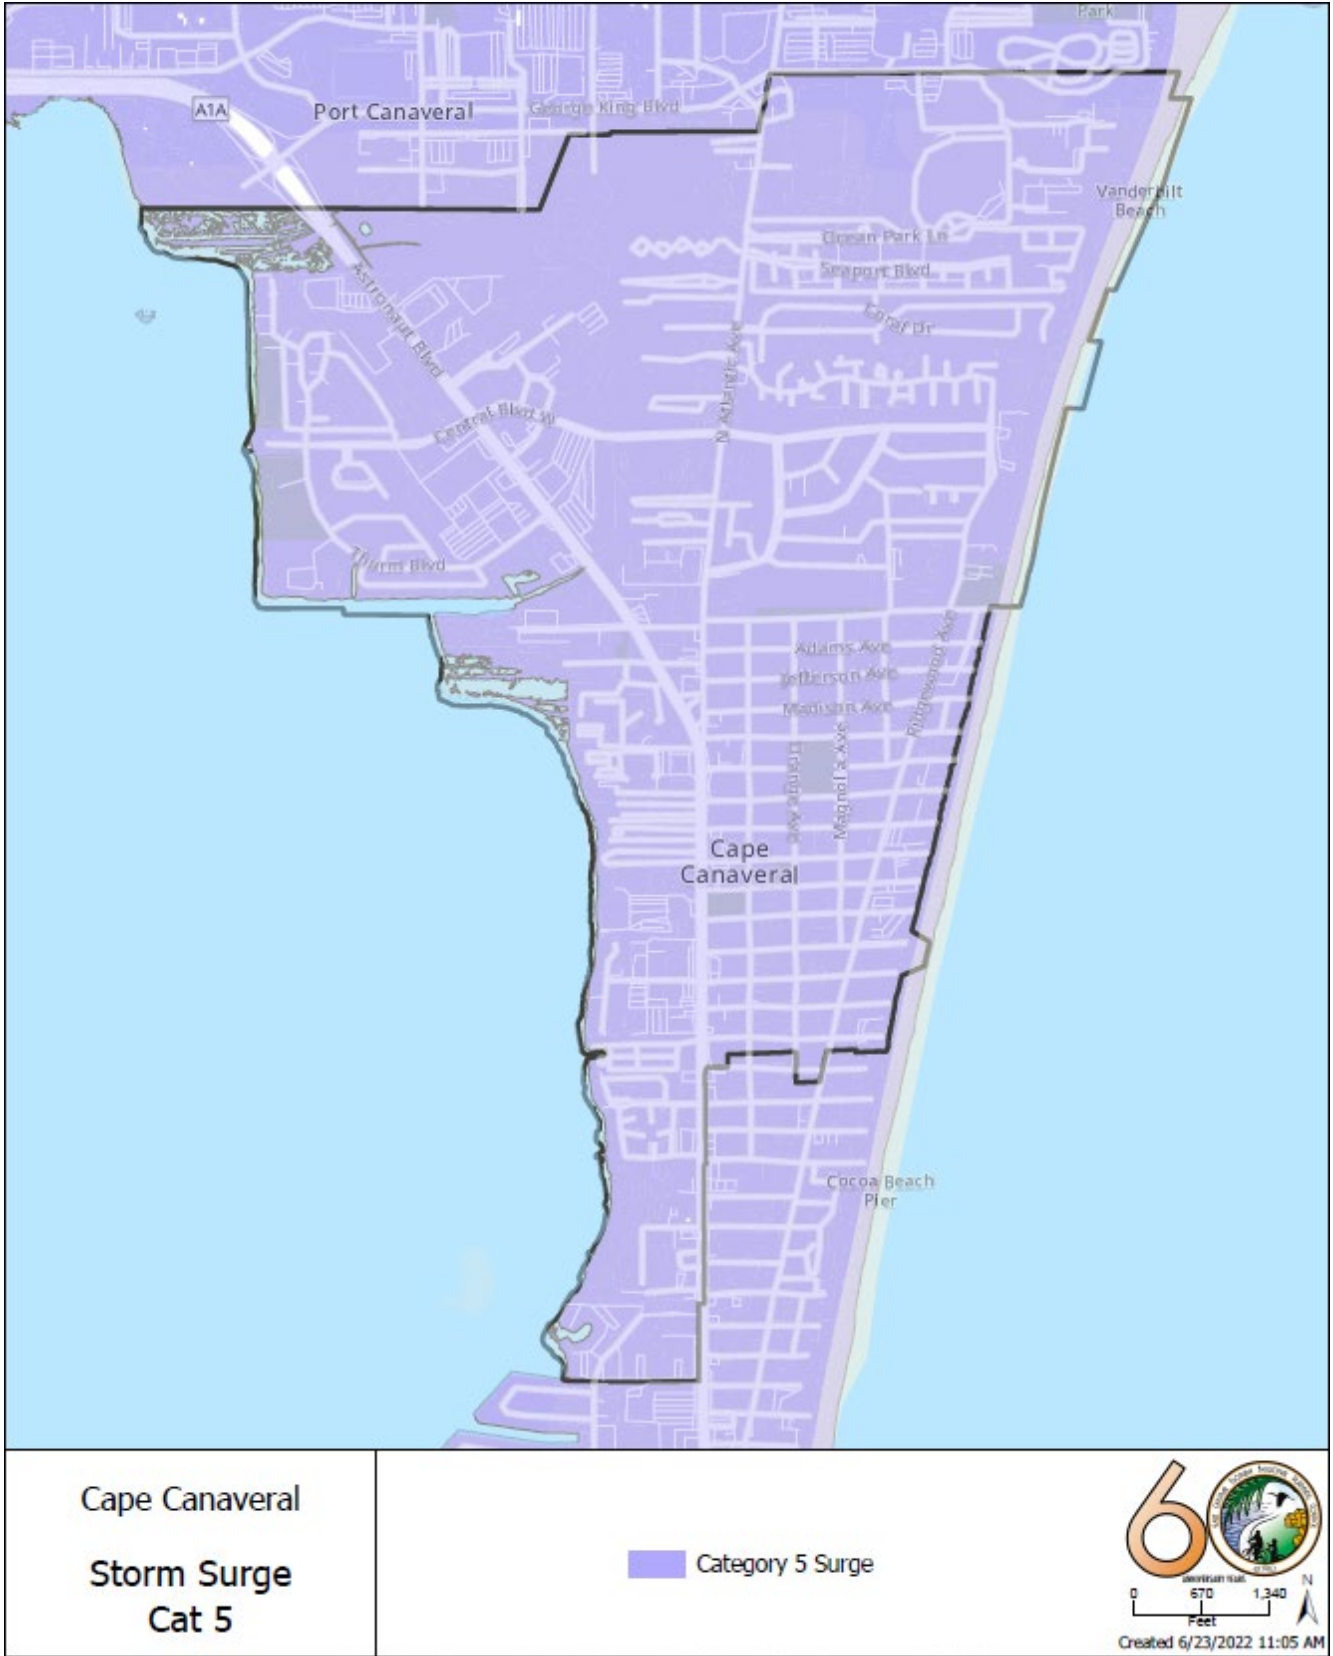 Park
A1A
Port Canaveral
George King Blvd
Vanderbilt
Beach
Ocean Park Ln
Seaport Blvd
Coral Dr
Astronaut Blvd
N Atlantic Ave
Central Blvd W
Thurm Blvd
Adams Ave
Jefferson Ave
Madison Ave
Ridgewood Ave
Orange Ave
Magnolia Ave
Cape
Canaveral
Cocoa Beach
Pier
Cape Canaveral
Storm Surge
Cat 5
Category 5 Surge
60
ANNIVERSARY YEARS
0 670 1,340
Feet
N
Created 6/23/2022 11:05 AM